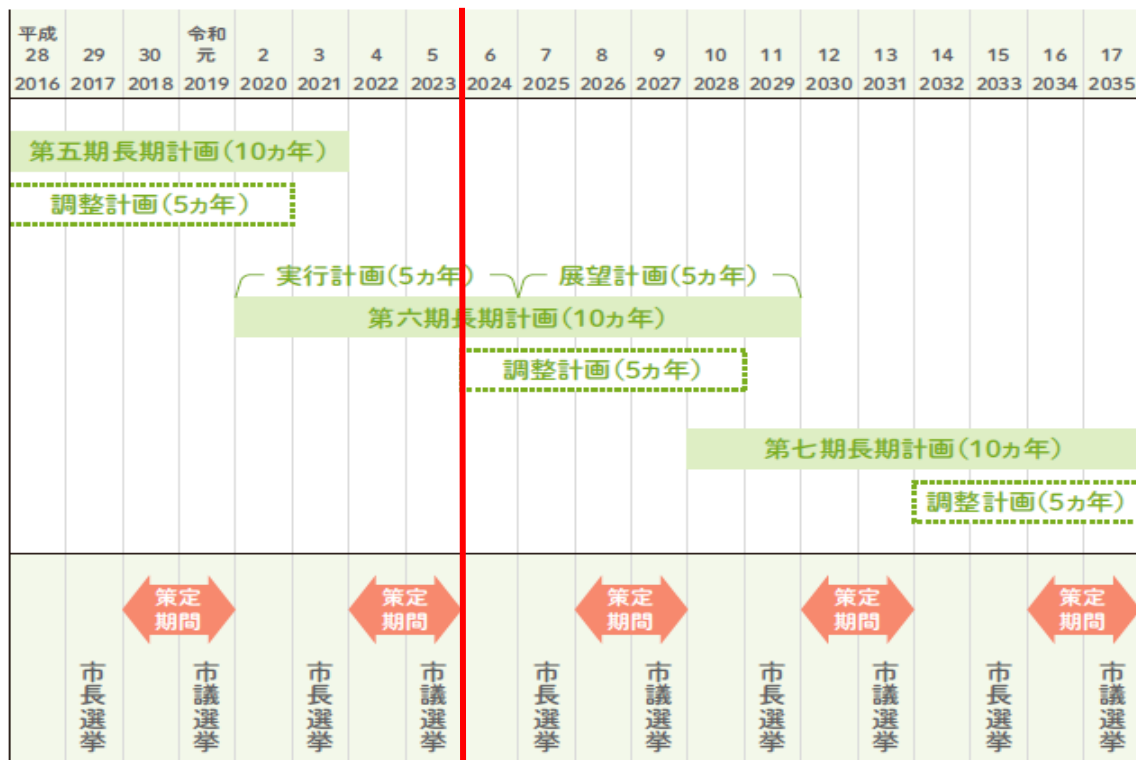 平成 令和
28 29 30 元 2 3 4 5 6 7 8 9 10 11 12 13 14 15 16 17
2016 2017 2018 2019 2020 2021 2022 2023 2024 2025 2026 2027 2028 2029 2030 2031 2032 2033 2034 2035
第五期長期計画(10ヵ年)
調整計画(5ヵ年)
実行計画(5ヵ年) 展望計画(5ヵ年)
第六期長期計画(10ヵ年)
調整計画(5ヵ年)
第七期長期計画(10ヵ年)
調整計画(5ヵ年)
策定 策定 策定 策定 策定
期間 期間 期間 期間 期間
市長選挙 市議選挙 市長選挙 市議選挙 市長選挙 市議選挙 市長選挙 市議選挙 市長選挙 市議選挙